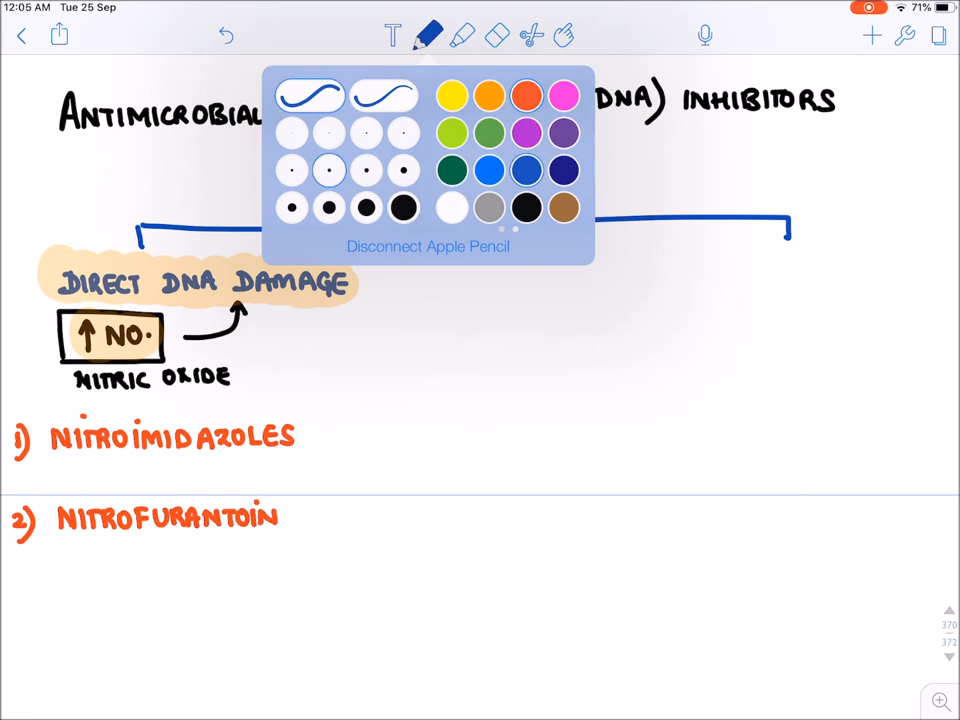 12:05 AM Tue 25 Sep 71%
T
ANTIMICROBIAL DNA) INHIBITORS
Disconnect Apple Pencil
DIRECT DNA DAMAGE
↑ NO·
NITRIC OXIDE
1) NITROIMIDAZOLES
2) NITROFURANTOIN
370
372